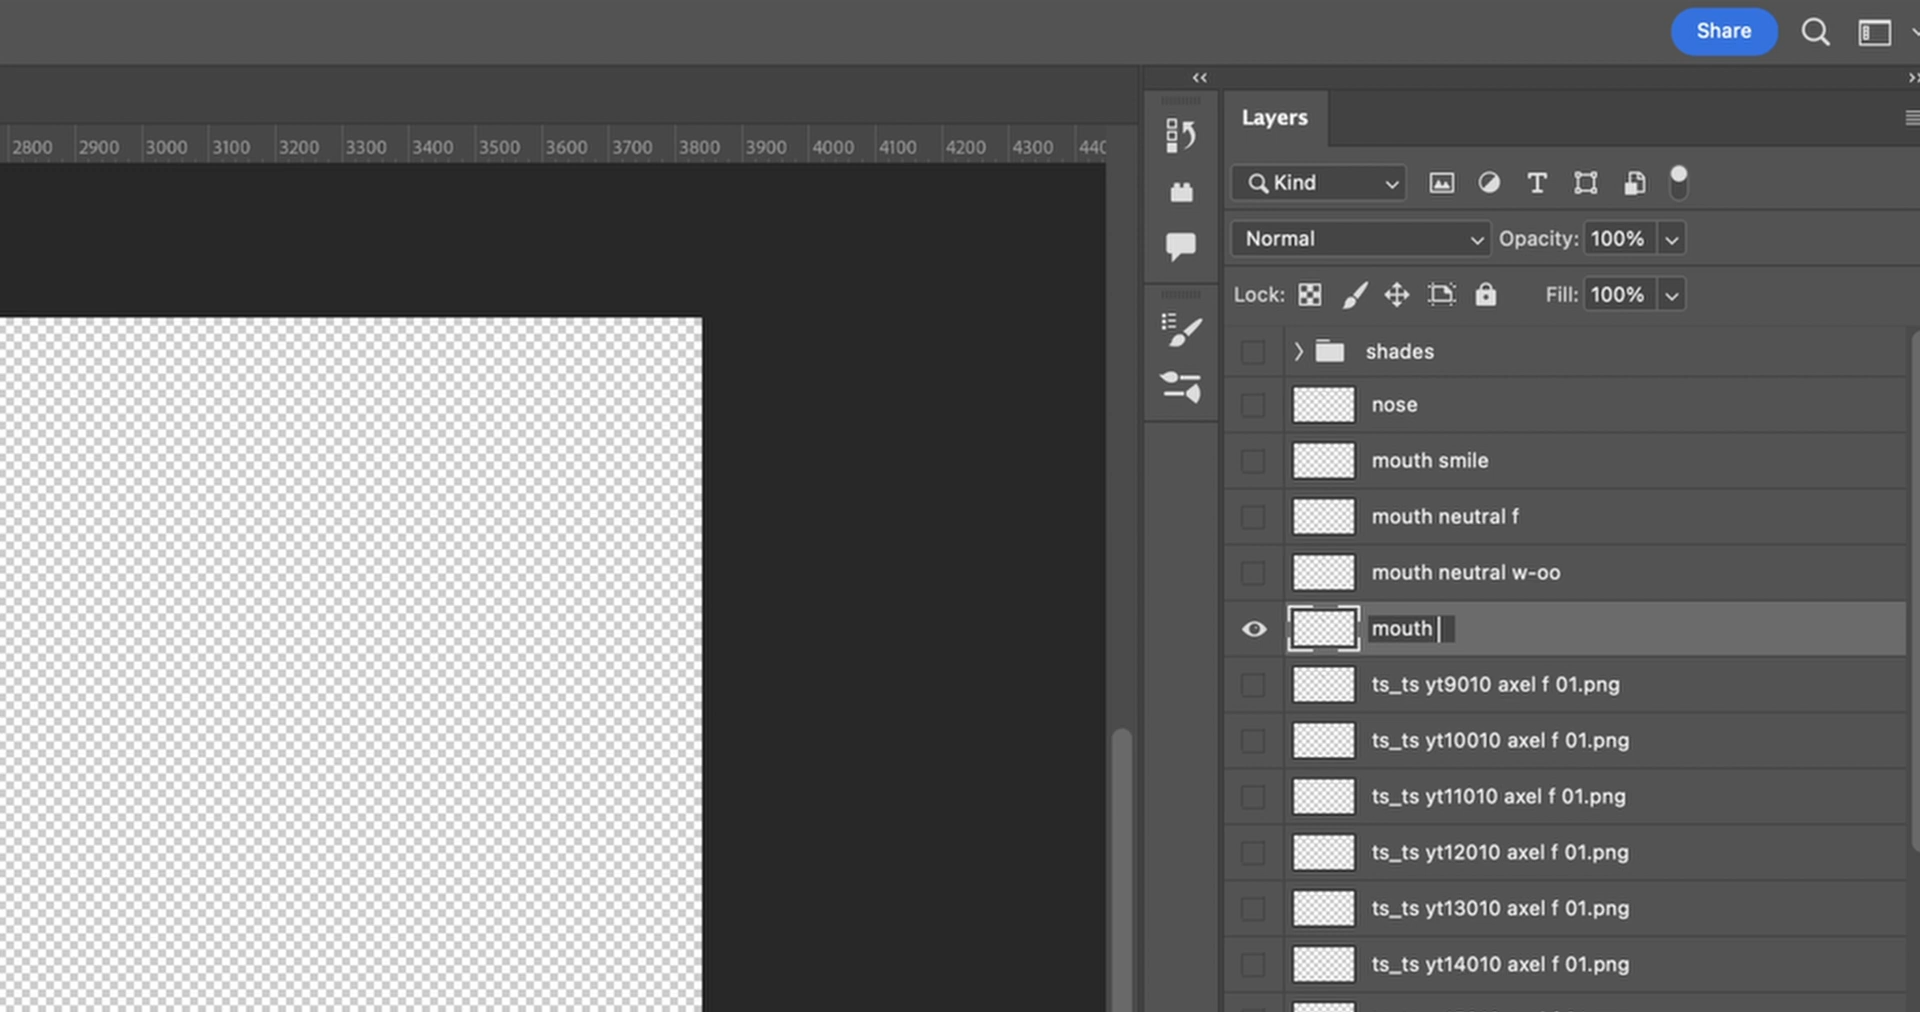 Share
Layers
2800 2900 3000 3100 3200 3300 3400 3500 3600 3700 3800 3900 4000 4100 4200 4300 440
Kind
Normal Opacity: 100%
Lock: Fill: 100%
shades
nose
mouth smile
mouth neutral f
mouth neutral w-oo
mouth
ts_ts yt9010 axel f 01.png
ts_ts yt10010 axel f 01.png
ts_ts yt11010 axel f 01.png
ts_ts yt12010 axel f 01.png
ts_ts yt13010 axel f 01.png
ts_ts yt14010 axel f 01.png